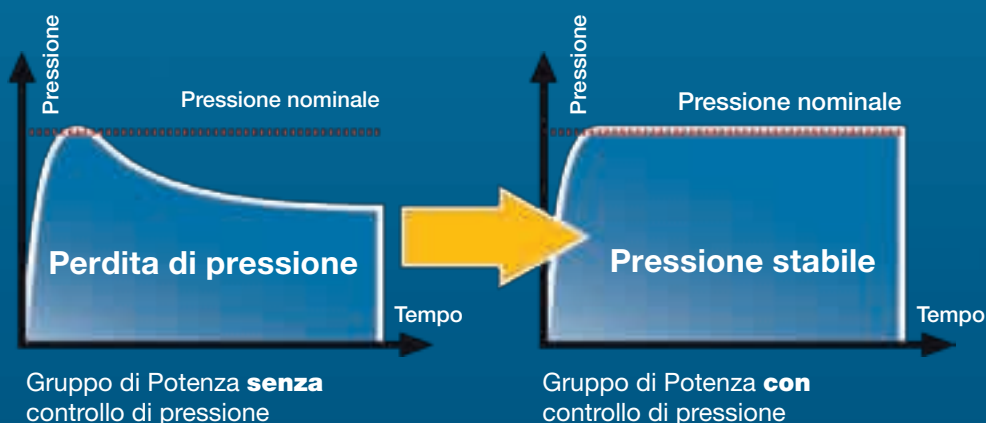 Pressione
Pressione nominale
Perdita di pressione
Tempo
Gruppo di Potenza senza
controllo di pressione
Pressione
Pressione nominale
Pressione stabile
Tempo
Gruppo di Potenza con
controllo di pressione